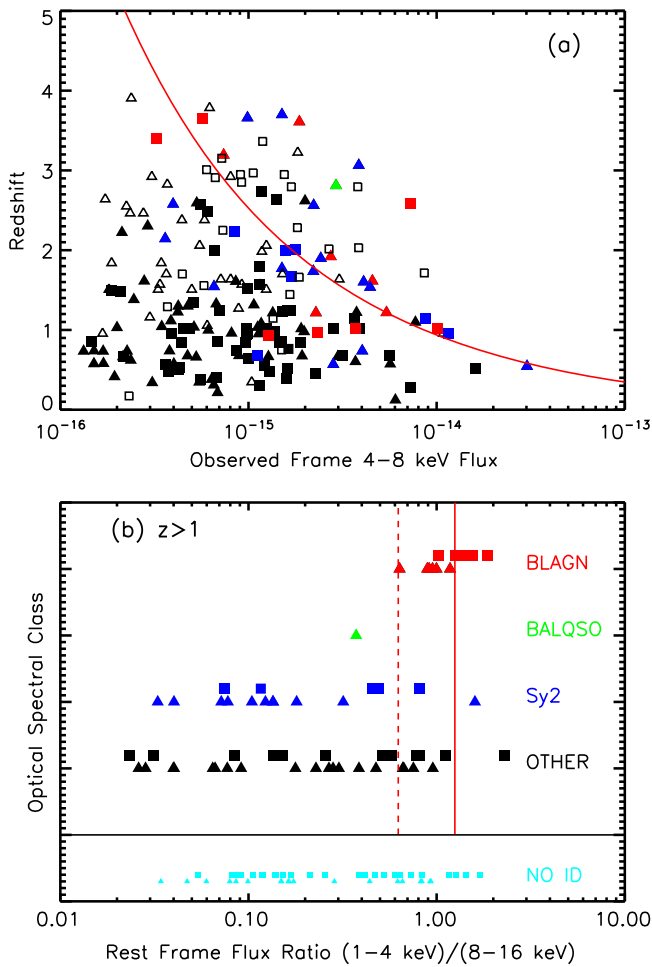 5
4
3
2
1
0
Redshift
(a)
10⁻¹⁶ 10⁻¹⁵ 10⁻¹⁴ 10⁻¹³
Observed Frame 4–8 keV Flux
(b) z>1
BLAGN
BALQSO
Sy2
OTHER
NO ID
Optical Spectral Class
0.01 0.10 1.00 10.00
Rest Frame Flux Ratio (1–4 keV)/(8–16 keV)